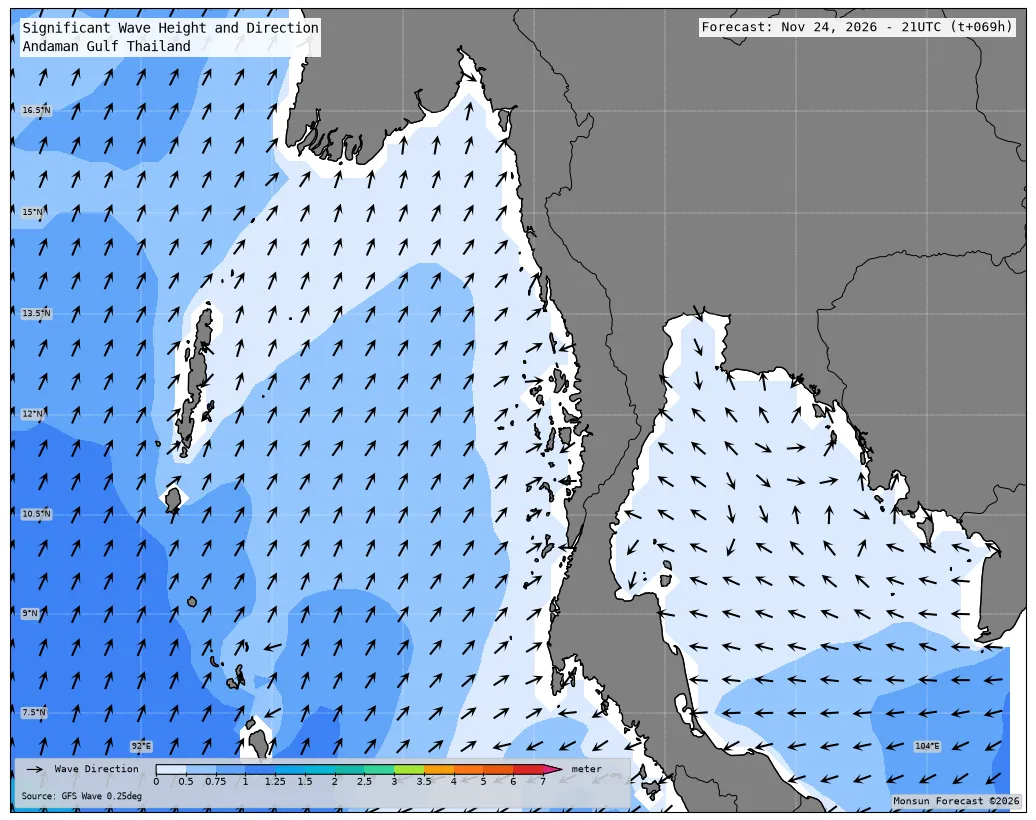 Significant Wave Height and Direction
Andaman Gulf Thailand
Forecast: Nov 24, 2026 - 21UTC (t+069h)
16.5°N
15°N
13.5°N
12°N
10.5°N
9°N
7.5°N
92°E
104°E
Wave Direction
0 0.5 0.75 1 1.25 1.5 2 2.5 3 3.5 4 5 6 7
meter
Source: GFS Wave 0.25deg
Monsun Forecast ©2026